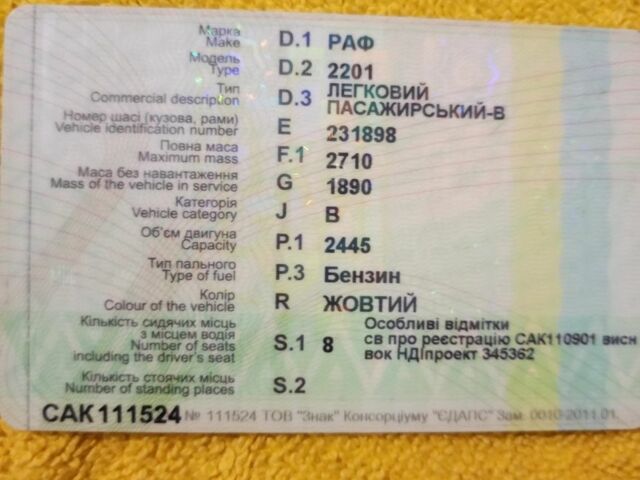 Марка D.1 РАФ
Make
Модель D.2 2201
Type
Тип D.3 ЛЕГКОВИЙ
Commercial description ПАСАЖИРСЬКИЙ-В
Номер шасі (кузова, рами) E 231898
Vehicle identification number
Повна маса F.1 2710
Maximum mass
Маса без навантаження G 1890
Mass of the vehicle in service
Категорія J B
Vehicle category
Об'єм двигуна P.1 2445
Capacity
Тип пального P.3 Бензин
Type of fuel
Колір R ЖОВТИЙ
Colour of the vehicle
Кількість сидячих місць Особливі відмітки
з місцем водія S.1 8 св про реєстрацію САК110901 висн
Number of seats вок НДІпроект 345362
including the driver's seat
Кількість стоячих місць S.2
Number of standing places
САК111524 № 111524 ТОВ "Знак" Консорціуму "ЄДАПС" Зам. 0010-2011.01.